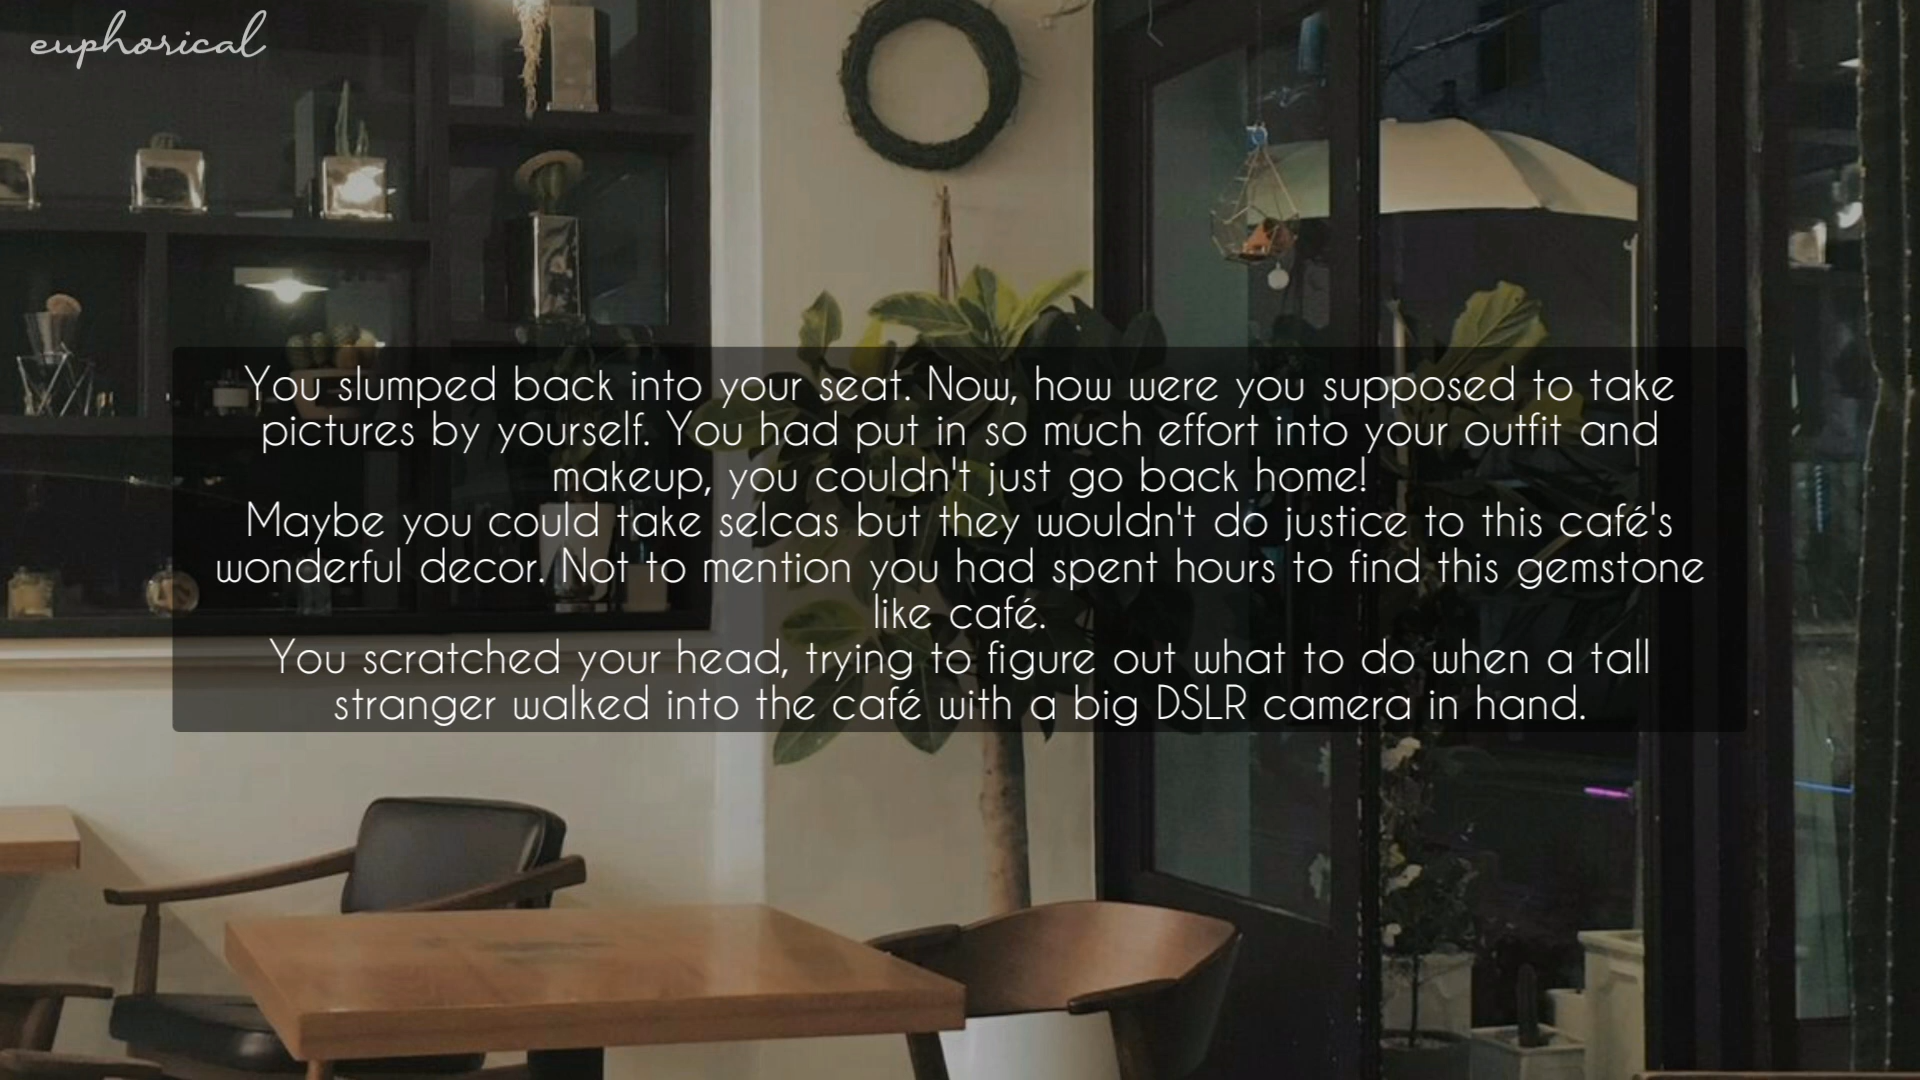 euphorical
You slumped back into your seat. Now, how were you supposed to take
pictures by yourself. You had put in so much effort into your outfit and
makeup, you couldn't just go back home!
Maybe you could take selcas but they wouldn't do justice to this café's
wonderful decor. Not to mention you had spent hours to find this gemstone
like café.
You scratched your head, trying to figure out what to do when a tall
stranger walked into the café with a big DSLR camera in hand.